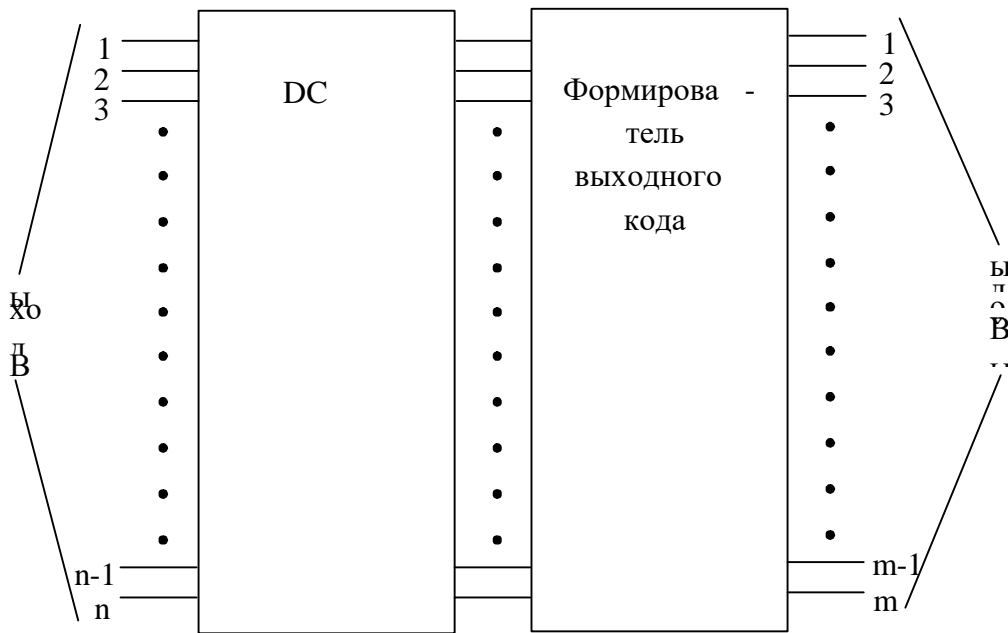 1
2
3
DC
Формирова -
тель
выходного
кода
1
2
3
n-1
n
m-1
m